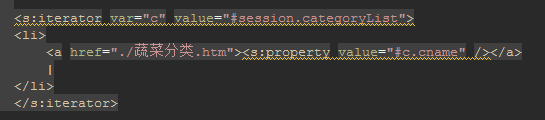 <s:iterator var="c" value="#session.categoryList">
<li>
<a href="./蔬菜分类.htm"><s:property value="#c.cname" /></a>
</li>
</s:iterator>